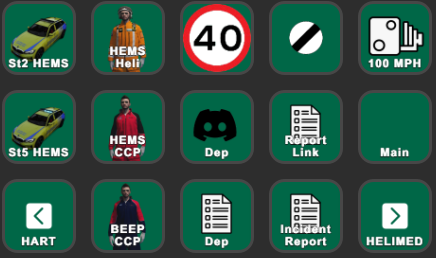 St2 HEMS
HEMS
Heli
40
100 MPH
St5 HEMS
HEMS
CCP
Dep
Report
Link
Main
HART
BEEP
CCP
Dep
Incident
Report
HELIMED